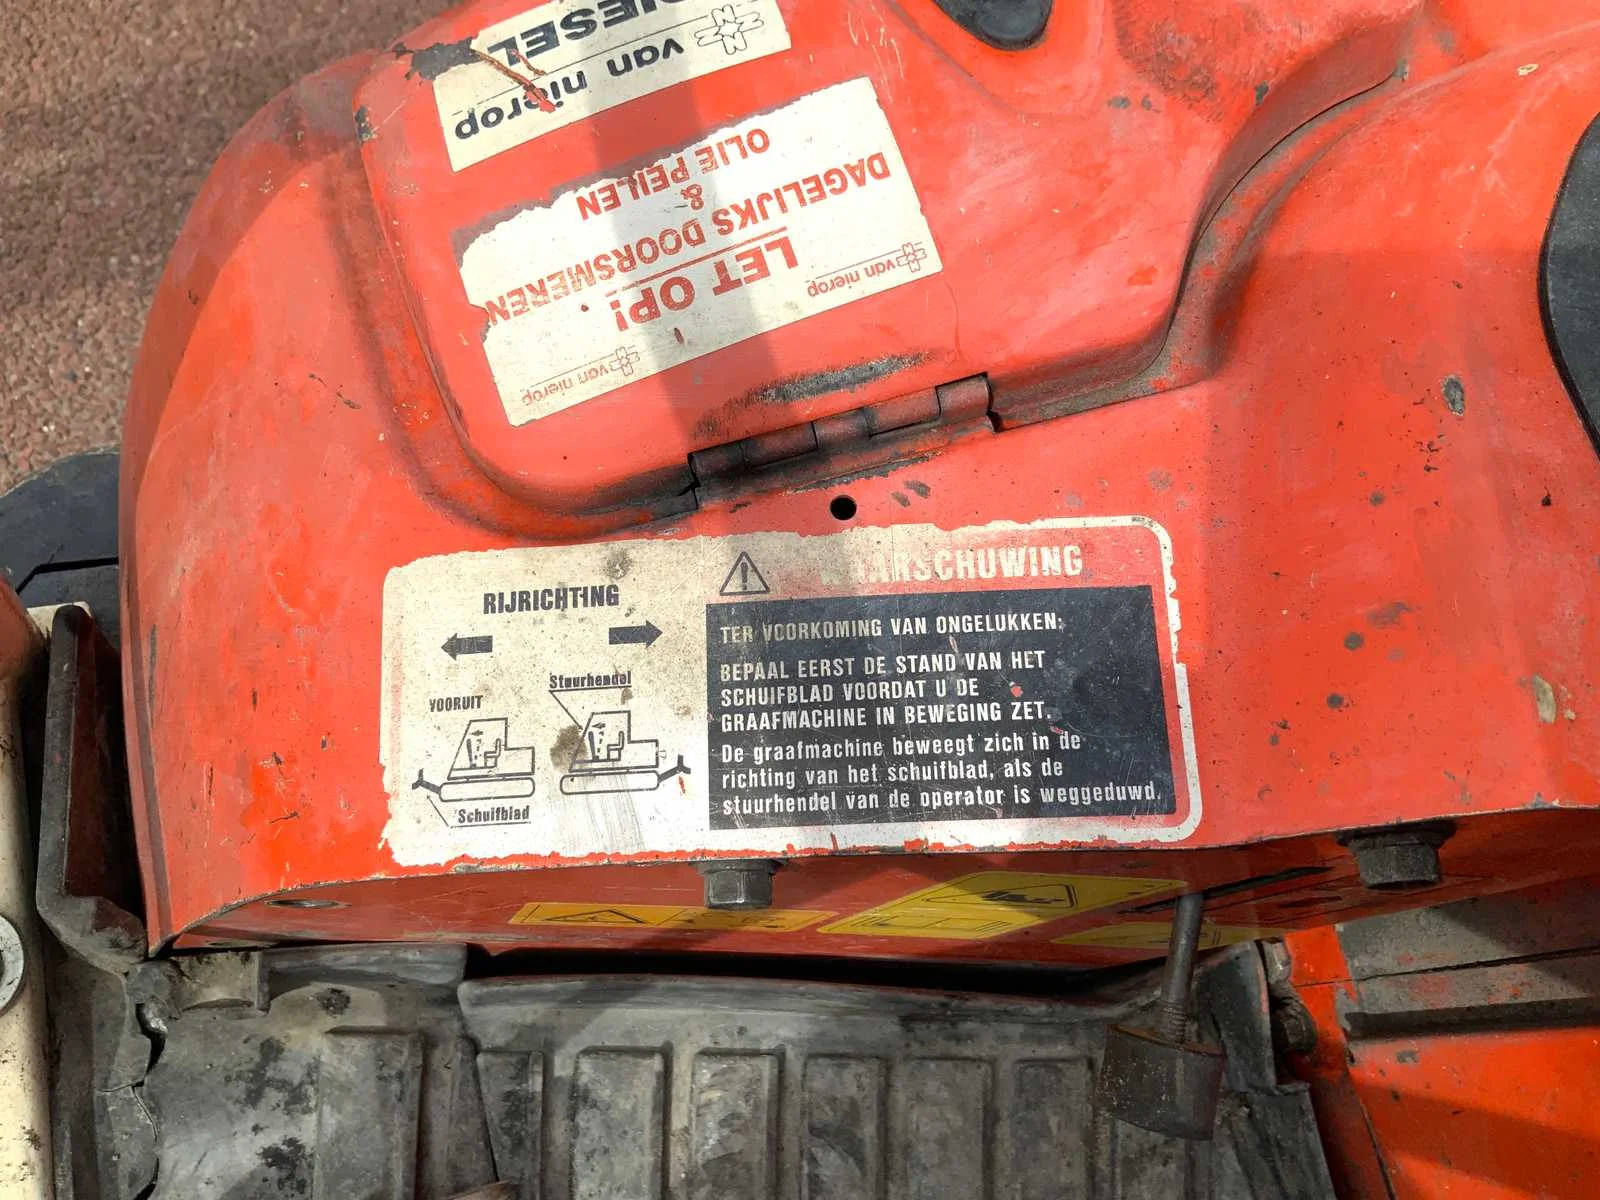 DIESEL
van nierop
van nierop
van nierop
LET OP!
DAGELIJKS DOORSMEREN
&
OLIE PEILEN
RIJRICHTING
VOORUIT
Stuurhendel
Schuifblad
WAARSCHUWING
TER VOORKOMING VAN ONGELUKKEN:
BEPAAL EERST DE STAND VAN HET
SCHUIFBLAD VOORDAT U DE
GRAAFMACHINE IN BEWEGING ZET.
De graafmachine beweegt zich in de
richting van het schuifblad, als de
stuurhendel van de operator is weggeduwd.